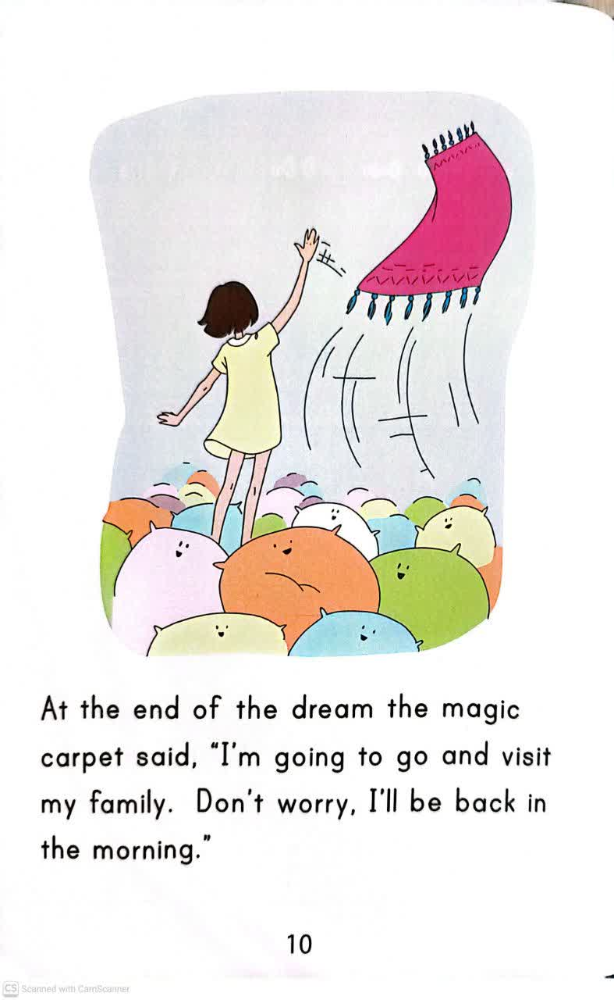 At the end of the dream the magic
carpet said, “I'm going to go and visit
my family. Don't worry, I'll be back in
the morning.”
10
CS Scanned with CamScanner